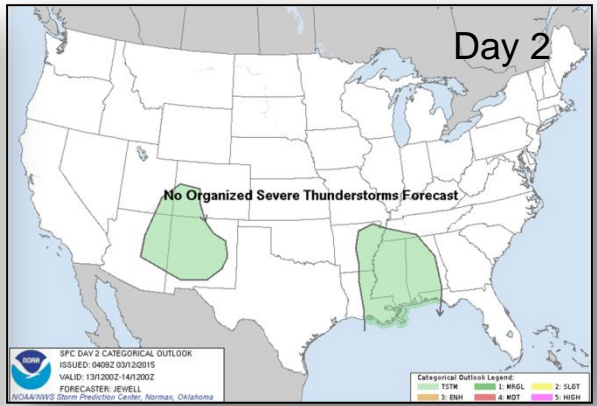 Day 2
No Organized Severe Thunderstorms Forecast
NOAA
SPC DAY 2 CATEGORICAL OUTLOOK
ISSUED: 0409Z 03/12/2015
VALID: 13/1200Z-14/1200Z
FORECASTER: JEWELL
NOAA/NWS Storm Prediction Center, Norman, Oklahoma
Categorical Outlook Legend:
TSTM 1: MRGL 2: SLGT
3: ENH 4: MDT 5: HIGH